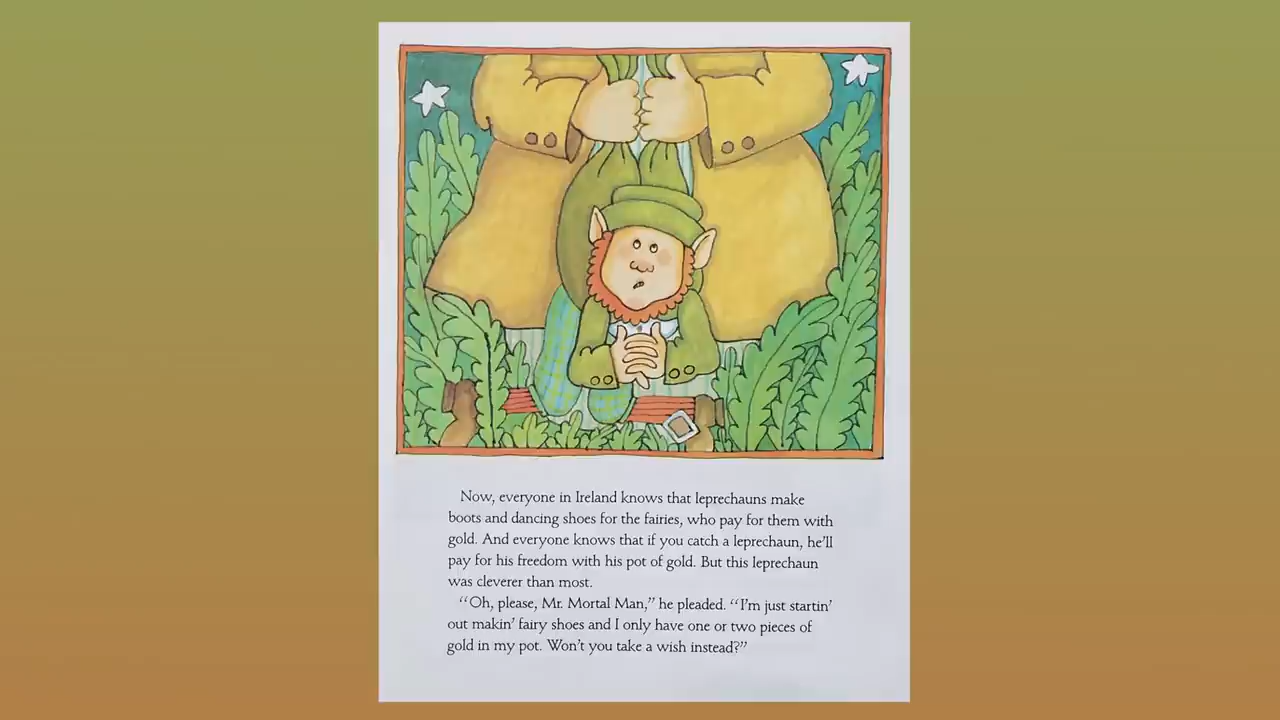 Now, everyone in Ireland knows that leprechauns make
boots and dancing shoes for the fairies, who pay for them with
gold. And everyone knows that if you catch a leprechaun, he’ll
pay for his freedom with his pot of gold. But this leprechaun
was cleverer than most.
“Oh, please, Mr. Mortal Man,” he pleaded. “I’m just startin’
out makin’ fairy shoes and I only have one or two pieces of
gold in my pot. Won’t you take a wish instead?”